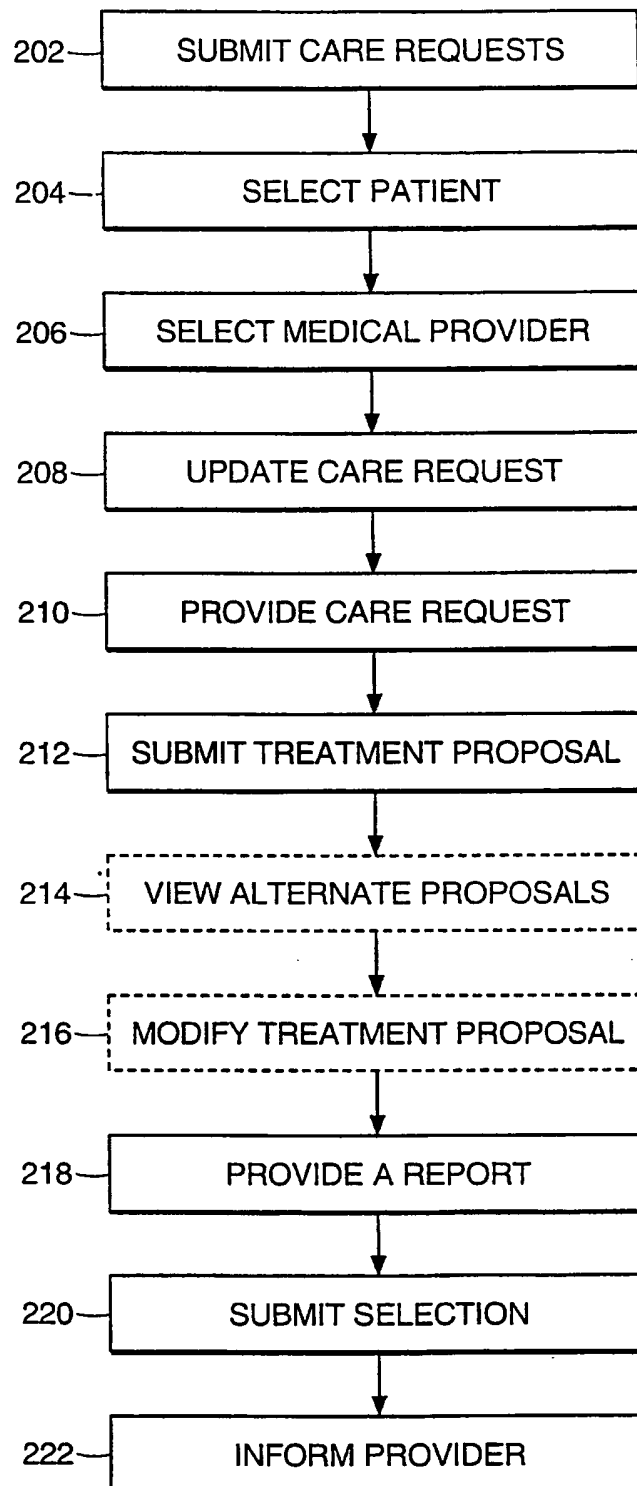 202 SUBMIT CARE REQUESTS
204 SELECT PATIENT
206 SELECT MEDICAL PROVIDER
208 UPDATE CARE REQUEST
210 PROVIDE CARE REQUEST
212 SUBMIT TREATMENT PROPOSAL
214 VIEW ALTERNATE PROPOSALS
216 MODIFY TREATMENT PROPOSAL
218 PROVIDE A REPORT
220 SUBMIT SELECTION
222 INFORM PROVIDER